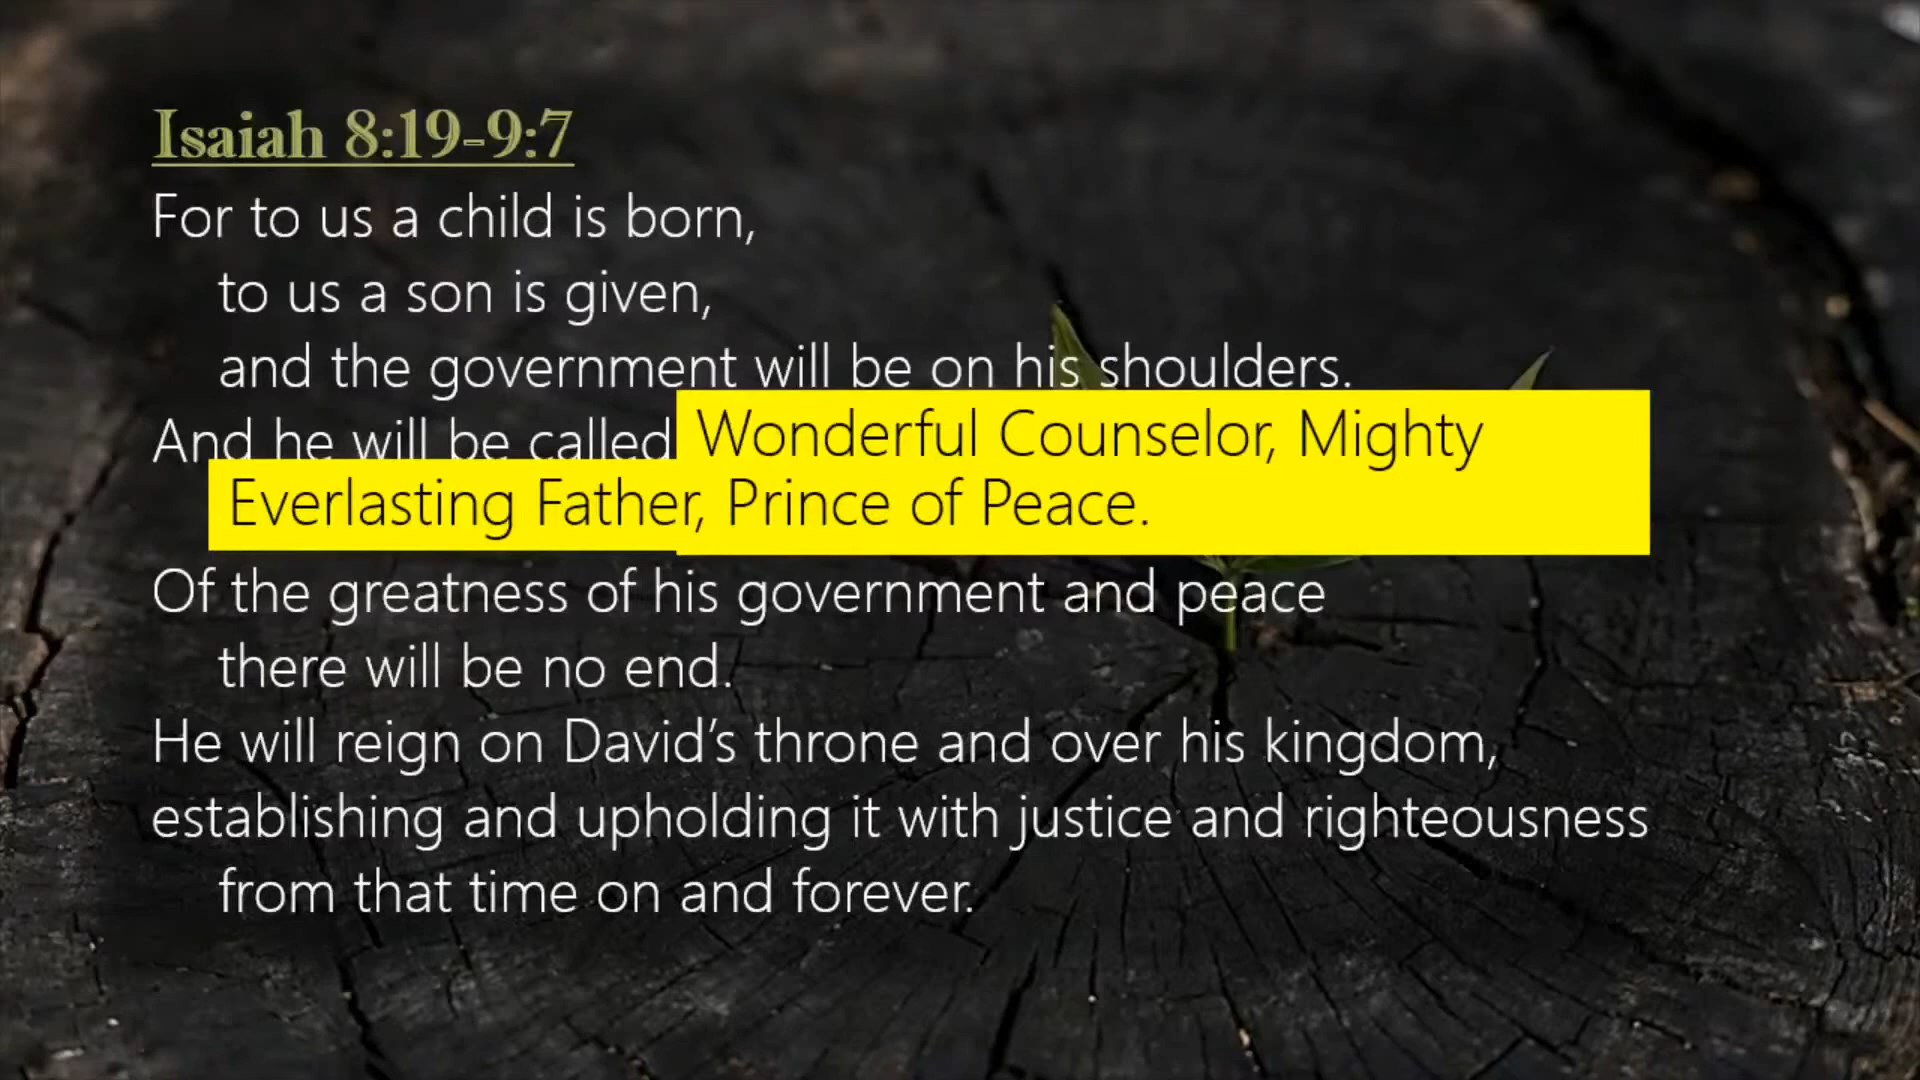 Isaiah 8:19-9:7
For to us a child is born,
to us a son is given,
and the government will be on his shoulders.
And he will be called Wonderful Counselor, Mighty
Everlasting Father, Prince of Peace.
Of the greatness of his government and peace
there will be no end.
He will reign on David’s throne and over his kingdom,
establishing and upholding it with justice and righteousness
from that time on and forever.